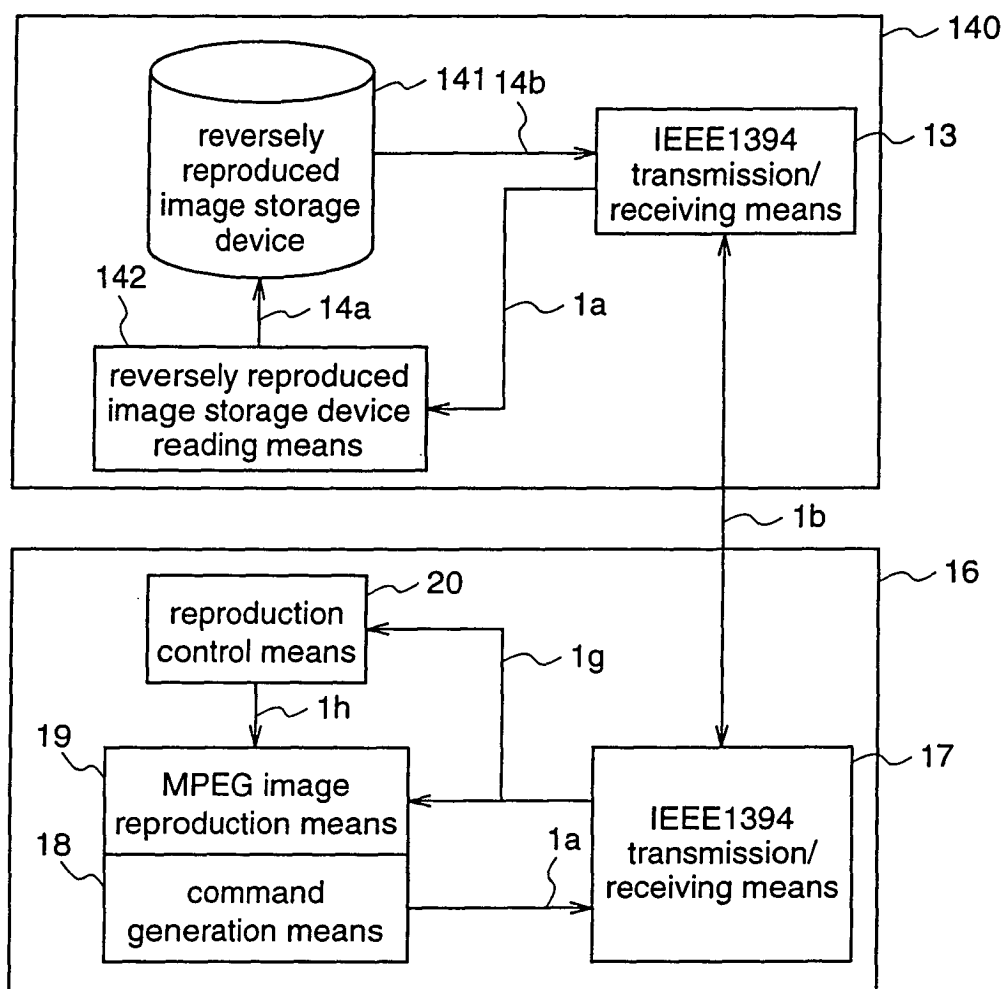 140
141
14b
reversely
reproduced
image storage
device
IEEE1394
transmission/
receiving means
13
142
14a
1a
reversely reproduced
image storage device
reading means
1b
16
20
reproduction
control means
1g
1h
19
MPEG image
reproduction means
17
IEEE1394
transmission/
receiving means
18
1a
command
generation means